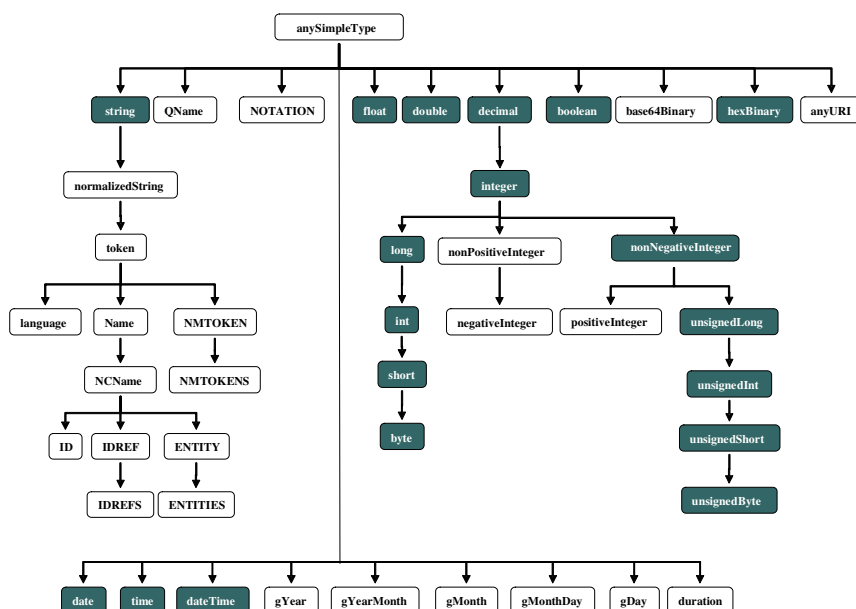 anySimpleType
string QName NOTATION float double decimal boolean base64Binary hexBinary anyURI
normalizedString integer
token long nonPositiveInteger nonNegativeInteger
language Name NMTOKEN int negativeInteger positiveInteger unsignedLong
NCName NMTOKENS short unsignedInt
ID IDREF ENTITY byte unsignedShort
IDREFS ENTITIES unsignedByte
date time dateTime gYear gYearMonth gMonth gMonthDay gDay duration